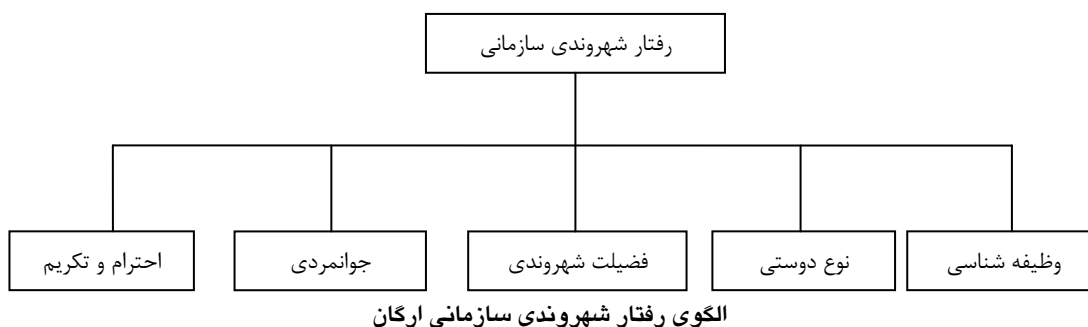 رفتار شهروندی سازمانی
وظیفه شناسی
نوع دوستی
فضیلت شهروندی
جوانمردی
احترام و تکریم
الگوی رفتار شهروندی سازمانی ارگان